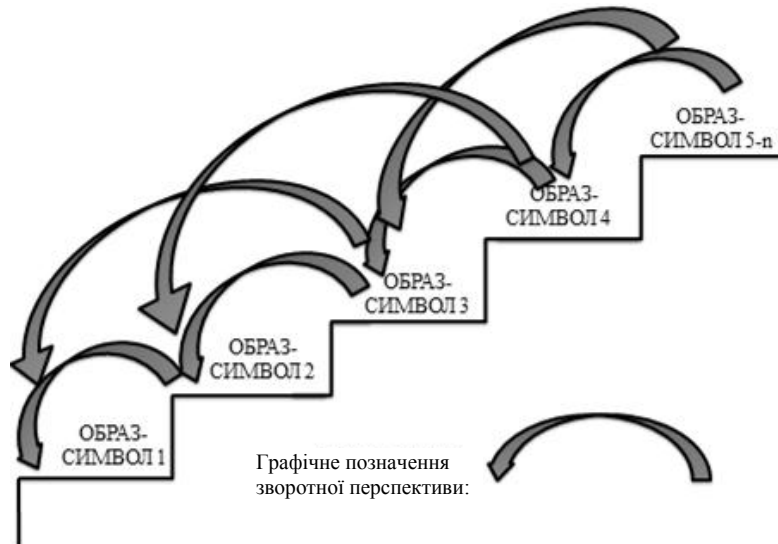 ОБРАЗ-
СИМВОЛ 1
ОБРАЗ-
СИМВОЛ 2
ОБРАЗ-
СИМВОЛ 3
ОБРАЗ-
СИМВОЛ 4
ОБРАЗ-
СИМВОЛ 5-n
Графічне позначення
зворотної перспективи: